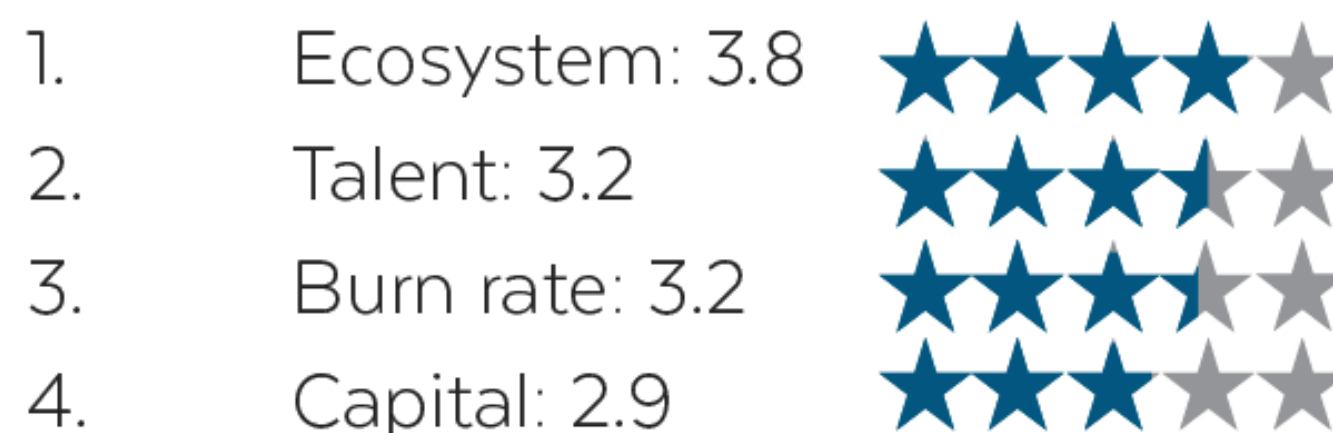 1. Ecosystem: 3.8
2. Talent: 3.2
3. Burn rate: 3.2
4. Capital: 2.9